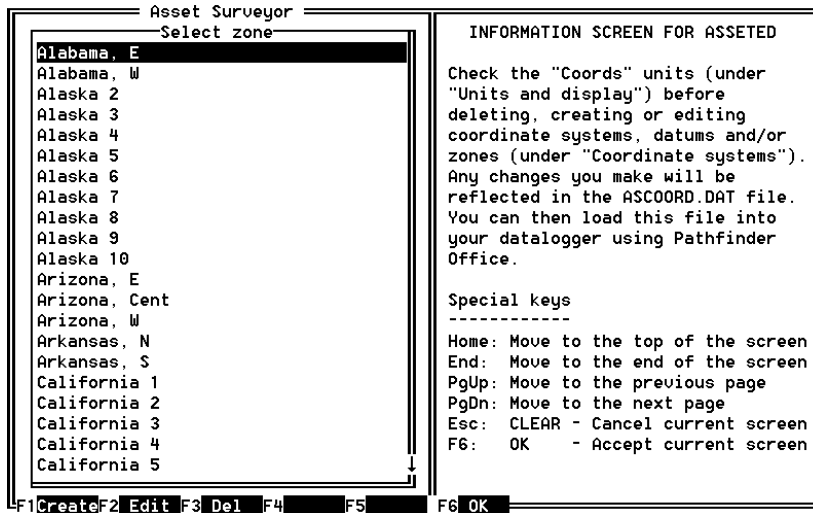 Asset Surveyor
Select zone
Alabama, E
Alabama, W
Alaska 2
Alaska 3
Alaska 4
Alaska 5
Alaska 6
Alaska 7
Alaska 8
Alaska 9
Alaska 10
Arizona, E
Arizona, Cent
Arizona, W
Arkansas, N
Arkansas, S
California 1
California 2
California 3
California 4
California 5
INFORMATION SCREEN FOR ASSETED
Check the "Coords" units (under
"Units and display") before
deleting, creating or editing
coordinate systems, datums and/or
zones (under "Coordinate systems").
Any changes you make will be
reflected in the ASCOORD.DAT file.
You can then load this file into
your datalogger using Pathfinder
Office.
Special keys
------------
Home: Move to the top of the screen
End: Move to the end of the screen
PgUp: Move to the previous page
PgDn: Move to the next page
Esc: CLEAR - Cancel current screen
F6: OK - Accept current screen
F1 Create F2 Edit F3 Del F4 F5 F6 OK